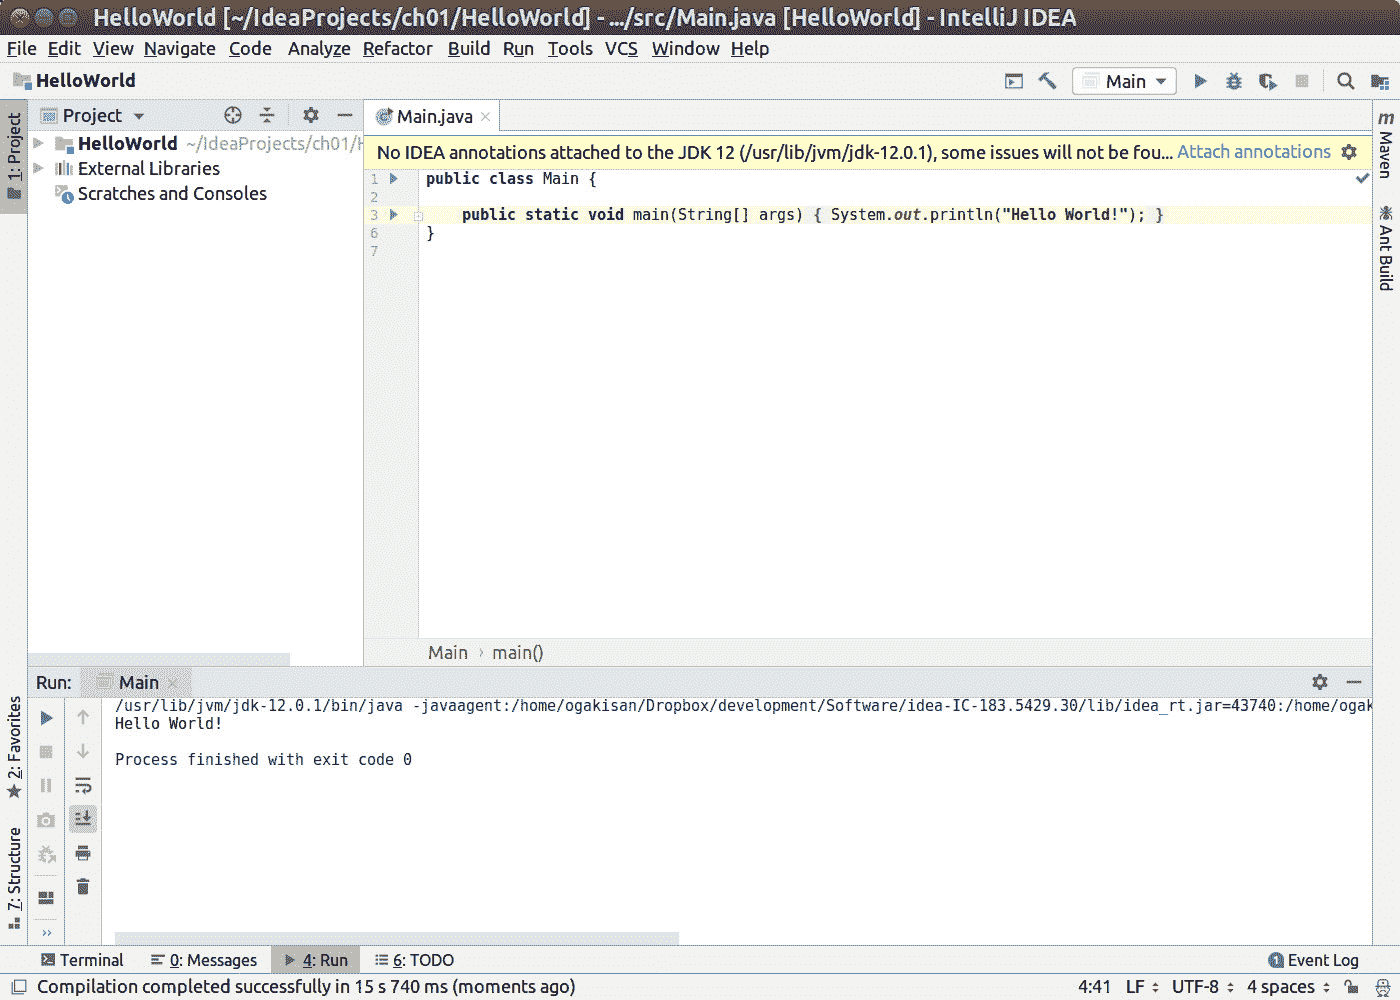 HelloWorld [~/IdeaProjects/ch01/HelloWorld] - .../src/Main.java [HelloWorld] - IntelliJ IDEA
File Edit View Navigate Code Analyze Refactor Build Run Tools VCS Window Help
HelloWorld
Main
1: Project
Project
Main.java
HelloWorld ~/IdeaProjects/ch01/H
External Libraries
Scratches and Consoles
No IDEA annotations attached to the JDK 12 (/usr/lib/jvm/jdk-12.0.1), some issues will not be fou... Attach annotations
1 public class Main {
2
3 public static void main(String[] args) { System.out.println("Hello World!"); }
6 }
7
m Maven
Ant Build
Main › main()
Run: Main
/usr/lib/jvm/jdk-12.0.1/bin/java -javaagent:/home/ogakisan/Dropbox/development/Software/idea-IC-183.5429.30/lib/idea_rt.jar=43740:/home/ogak
Hello World!
Process finished with exit code 0
2: Favorites
7: Structure
Terminal 0: Messages 4: Run 6: TODO 1 Event Log
Compilation completed successfully in 15 s 740 ms (moments ago) 4:41 LF UTF-8 4 spaces